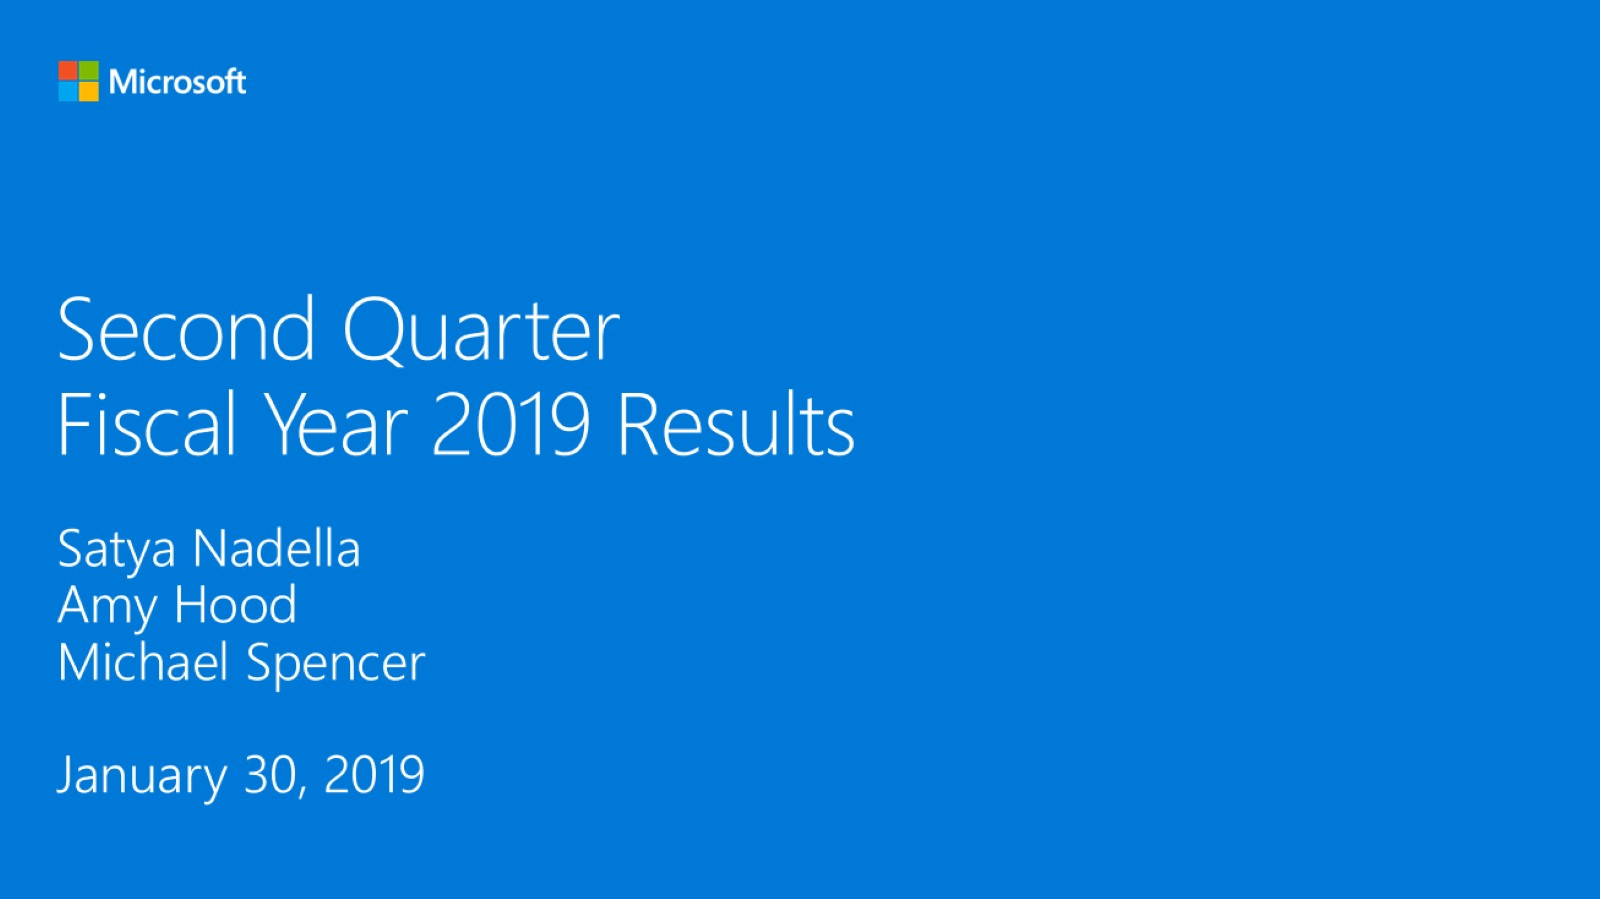 Microsoft
Second Quarter
Fiscal Year 2019 Results
Satya Nadella
Amy Hood
Michael Spencer
January 30, 2019